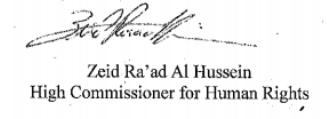 Zeid Ra'ad Al Hussein
High Commissioner for Human Rights